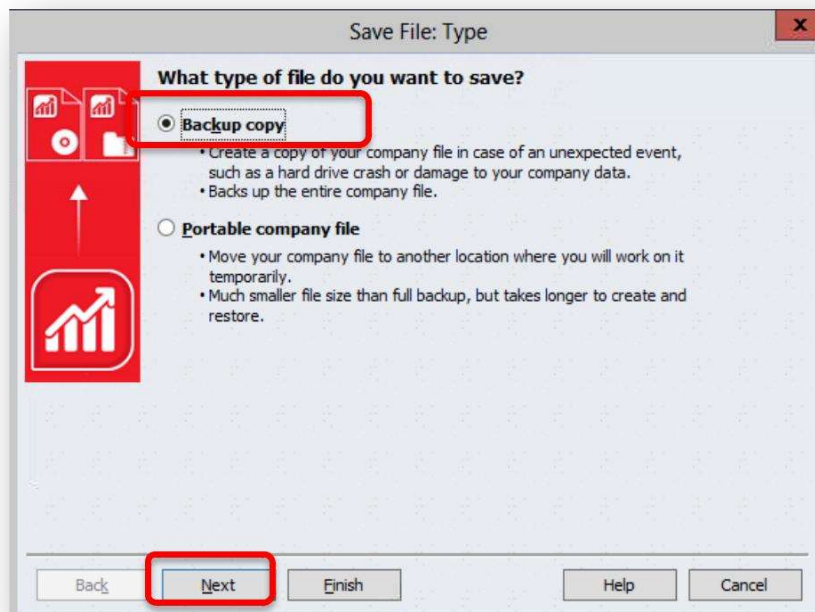 Save File: Type
x
What type of file do you want to save?
Backup copy
• Create a copy of your company file in case of an unexpected event,
such as a hard drive crash or damage to your company data.
• Backs up the entire company file.
Portable company file
• Move your company file to another location where you will work on it
temporarily.
• Much smaller file size than full backup, but takes longer to create and
restore.
Back Next Finish Help Cancel